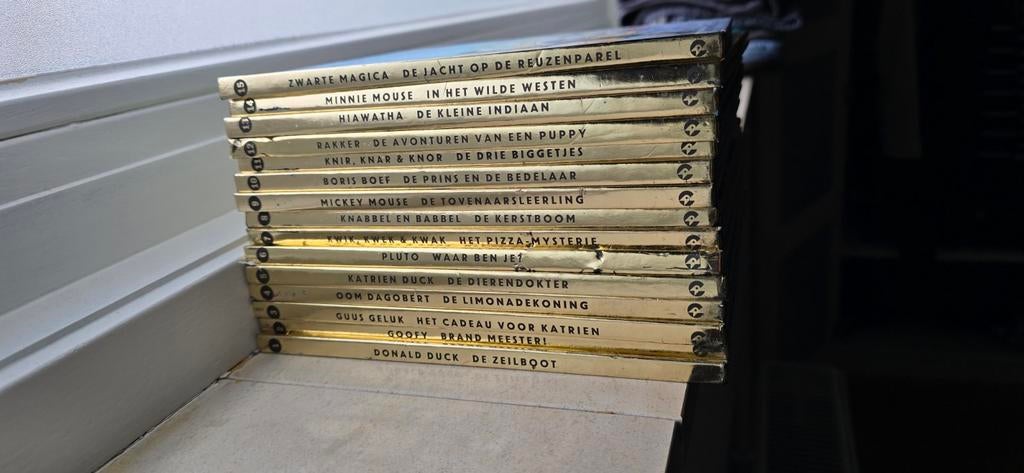 ZWARTE MAGICA DE JACHT OP DE REUZENPAREL
MINNIE MOUSE IN HET WILDE WESTEN
HIAWATHA DE KLEINE INDIAAN
RAKKER DE AVONTUREN VAN EEN PUPPY
KNIR, KNAR & KNOR DE DRIE BIGGETJES
BORIS BOEF DE PRINS EN DE BEDELAAR
MICKEY MOUSE DE TOVENAARSLEERLING
KNABBEL EN BABBEL DE KERSTBOOM
KWIK, KWEK & KWAK HET PIZZA-MYSTERIE
PLUTO WAAR BEN JE?
KATRIEN DUCK DE DIERENDOKTER
OOM DAGOBERT DE LIMONADEKONING
GUUS GELUK HET CADEAU VOOR KATRIEN
GOOFY BRAND MEESTER!
DONALD DUCK DE ZEILBOOT